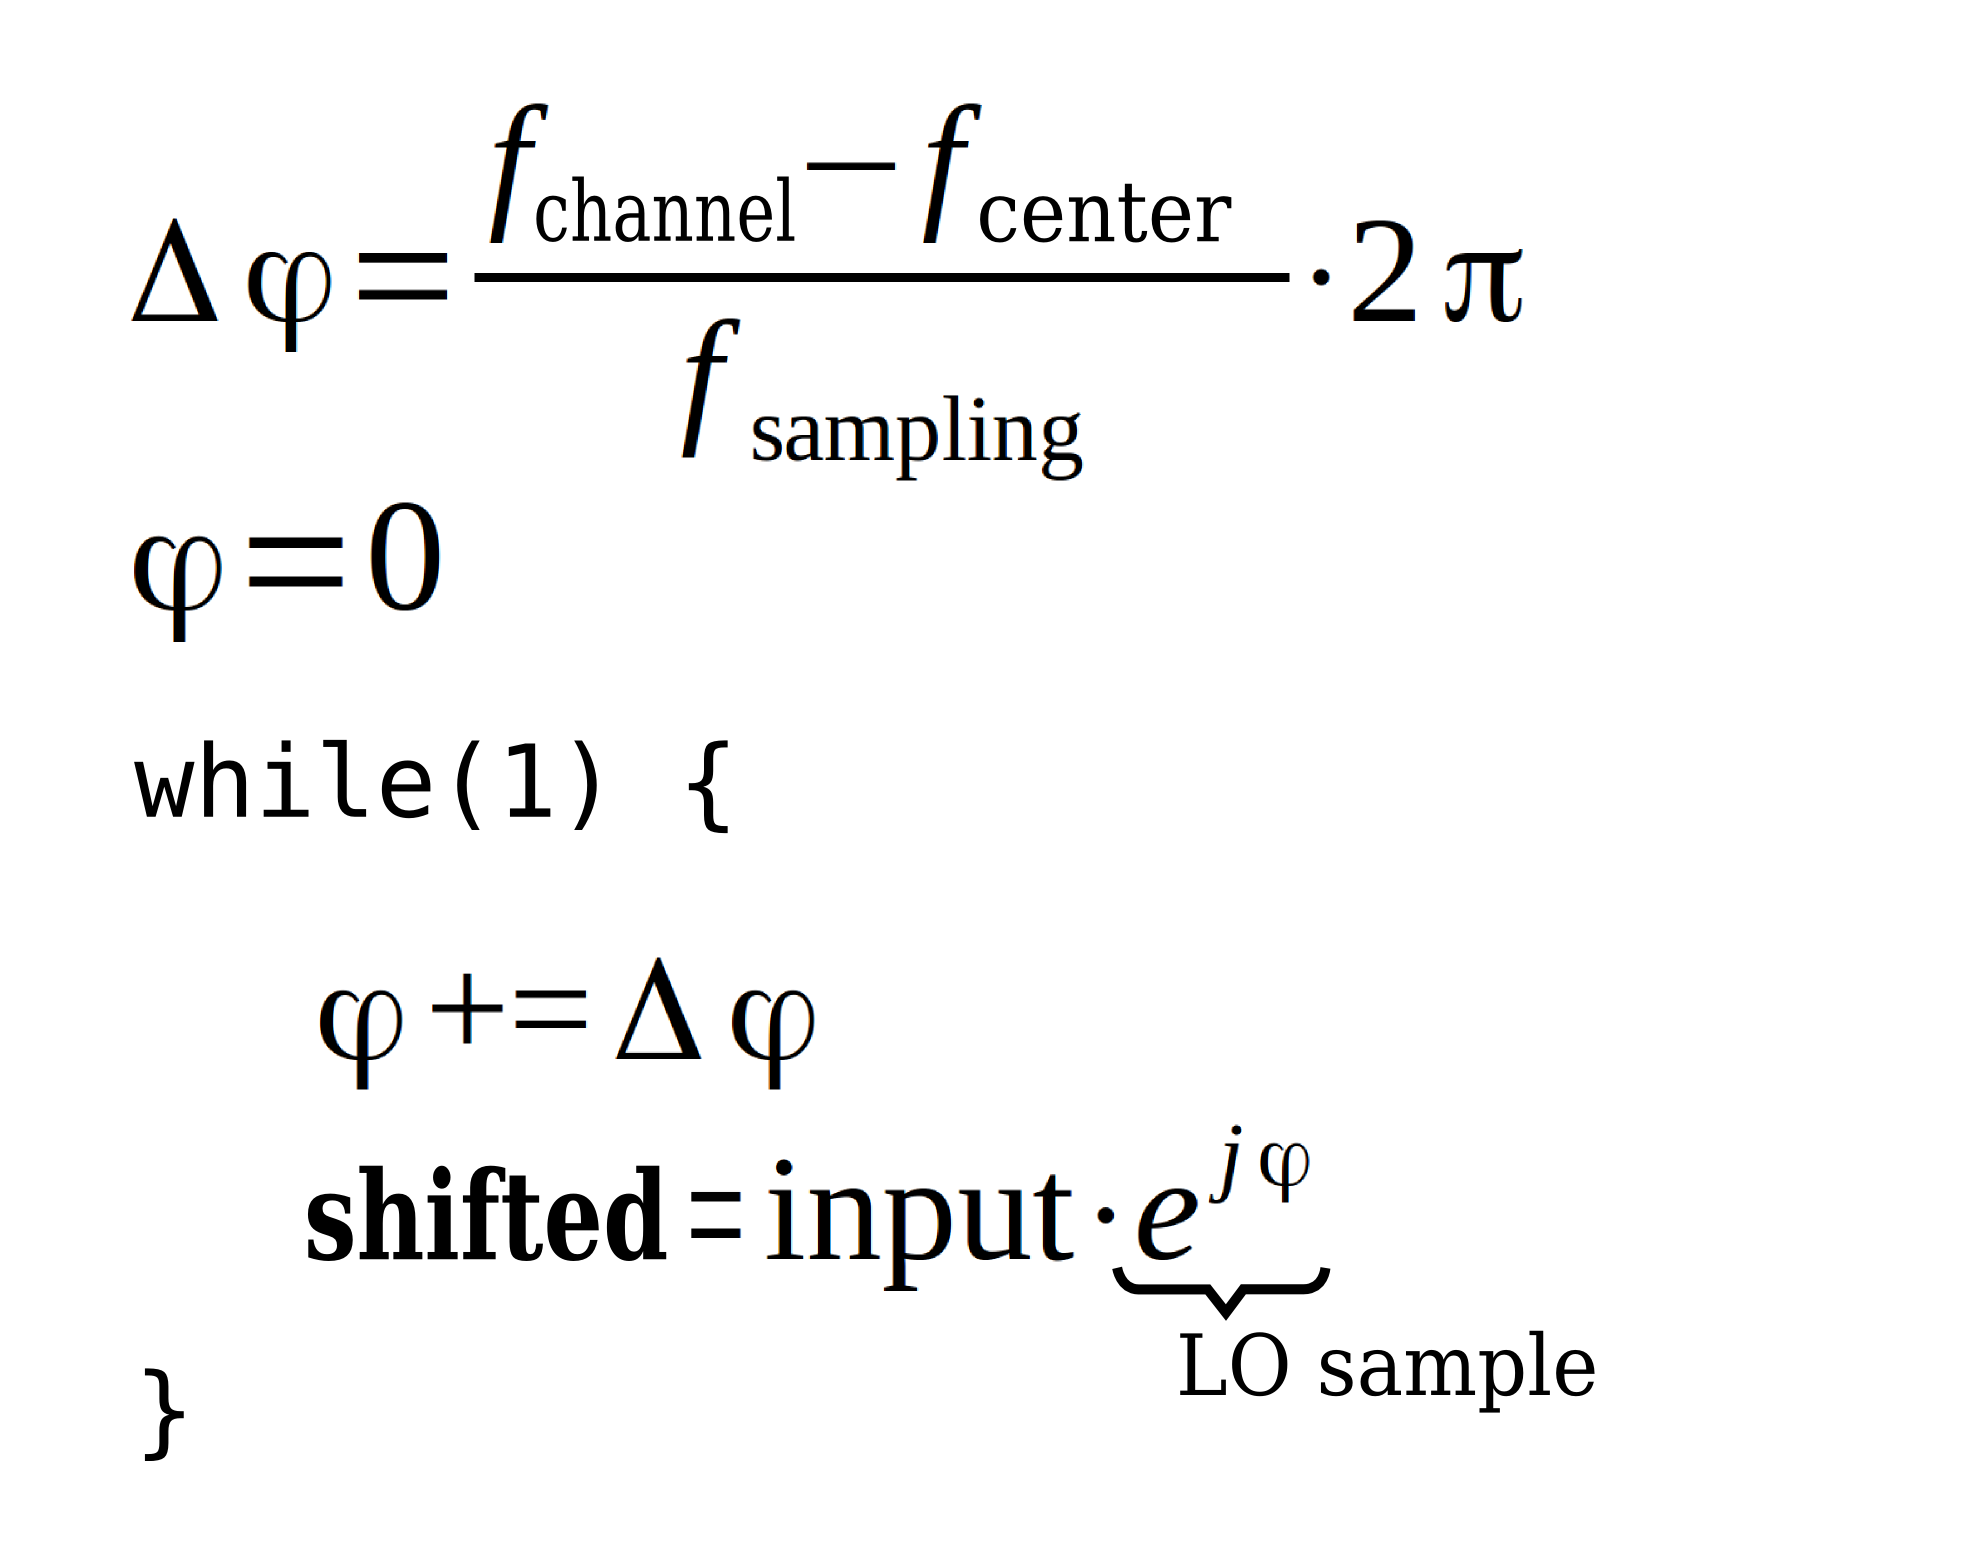 Δφ = (f_channel − f_center) / f_sampling · 2π
φ = 0
while(1) {
φ += Δφ
shifted = input · e^(jφ)
LO sample
}